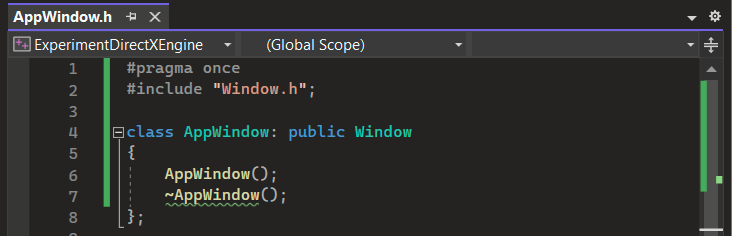 AppWindow.h
ExperimentDirectXEngine (Global Scope)
1 #pragma once
2 #include "Window.h";
3
4 class AppWindow: public Window
5 {
6 AppWindow();
7 ~AppWindow();
8 };